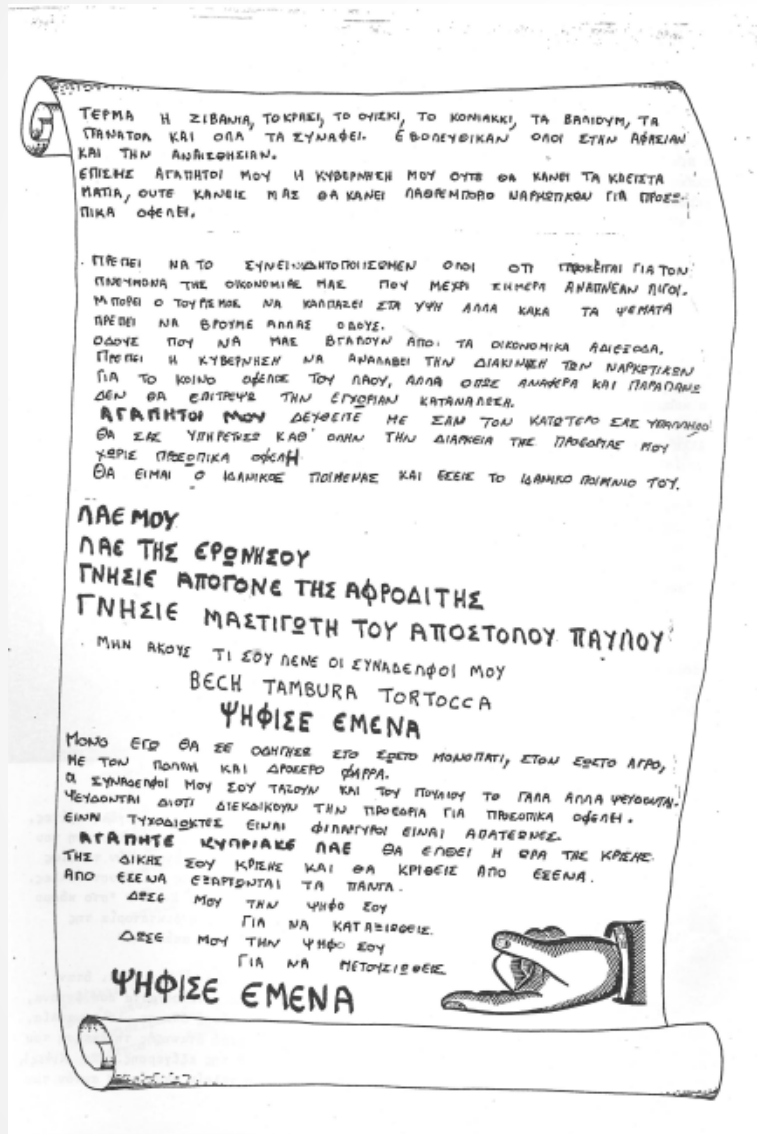 ΤΕΡΜΑ Η ΖΙΒΑΝΙΑ, ΤΟ ΚΡΑΣΙ, ΤΟ ΟΥΙΣΚΙ, ΤΟ ΚΟΝΙΑΚΚΙ, ΤΑ ΒΑΛΙΟΥΜ, ΤΑ
ΠΑΝΑΤΟΛ ΚΑΙ ΟΛΑ ΤΑ ΣΥΝΑΦΕΙ. ΕΒΟΛΕΥΘΙΚΑΝ ΟΛΟΙ ΣΤΗΝ ΑΦΑΣΙΑΝ
ΚΑΙ ΤΗΝ ΑΝΑΙΣΘΗΣΙΑΝ.
ΕΠΙΣΗΣ ΑΓΑΠΗΤΟΙ ΜΟΥ Η ΚΥΒΕΡΝΗΣΗ ΜΟΥ ΟΥΤΕ ΘΑ ΚΑΝΕΙ ΤΑ ΚΛΕΙΣΤΑ
ΜΑΤΙΑ, ΟΥΤΕ ΚΑΝΕΙΣ ΜΑΣ ΘΑ ΚΑΝΕΙ ΛΑΘΡΕΜΠΟΡΙΟ ΝΑΡΚΩΤΙΚΩΝ ΓΙΑ ΠΡΟΣΩ-
ΠΙΚΑ ΟΦΕΛΗ.
ΠΡΕΠΕΙ ΝΑ ΤΟ ΣΥΝΕΙΔΗΤΟΠΟΙΗΣΩΜΕΝ ΟΛΟΙ ΟΤΙ ΠΡΟΚΕΙΤΑΙ ΓΙΑ ΤΟΝ
ΠΝΕΥΜΟΝΑ ΤΗΣ ΟΙΚΟΝΟΜΙΑΣ ΜΑΣ ΠΟΥ ΜΕΧΡΙ ΣΗΜΕΡΑ ΑΝΑΠΝΕΑΝ ΛΙΓΟΙ.
ΜΠΟΡΕΙ Ο ΤΟΥΡΙΣΜΟΣ ΝΑ ΚΑΛΠΑΖΕΙ ΣΤΑ ΥΨΗ ΑΛΛΑ ΚΑΚΑ ΤΑ ΨΕΜΑΤΑ
ΠΡΕΠΕΙ ΝΑ ΒΡΟΥΜΕ ΑΛΛΑΣ ΟΔΟΥΣ.
ΟΔΟΥΣ ΠΟΥ ΝΑ ΜΑΣ ΒΓΑΛΟΥΝ ΑΠΟ ΤΑ ΟΙΚΟΝΟΜΙΚΑ ΑΔΙΕΞΟΔΑ.
ΠΡΕΠΕΙ Η ΚΥΒΕΡΝΗΣΗ ΝΑ ΑΝΑΛΑΒΕΙ ΤΗΝ ΔΙΑΚΙΝΗΣΗ ΤΩΝ ΝΑΡΚΩΤΙΚΩΝ
ΓΙΑ ΤΟ ΚΟΙΝΟ ΟΦΕΛΟΣ ΤΟΥ ΛΑΟΥ, ΑΛΛΑ ΟΠΩΣ ΑΝΑΦΕΡΑ ΚΑΙ ΠΑΡΑΠΑΝΩ
ΔΕΝ ΘΑ ΕΠΙΤΡΕΨΩ ΤΗΝ ΕΓΧΩΡΙΑΝ ΚΑΤΑΝΑΛΩΣΗ.
ΑΓΑΠΗΤΟΙ ΜΟΥ ΔΕΧΘΕΙΤΕ ΜΕ ΣΑΝ ΤΟΝ ΚΑΤΩΤΕΡΟ ΣΑΣ ΥΠΑΛΛΗΛΟ
ΘΑ ΣΑΣ ΥΠΗΡΕΤΗΣΩ ΚΑΘ' ΟΛΗΝ ΤΗΝ ΔΙΑΡΚΕΙΑ ΤΗΣ ΠΡΟΕΔΡΙΑΣ ΜΟΥ
ΧΩΡΙΣ ΠΡΟΣΩΠΙΚΑ ΟΦΕΛΗ
ΘΑ ΕΙΜΑΙ Ο ΙΔΑΝΙΚΟΣ ΠΟΙΜΕΝΑΣ ΚΑΙ ΕΣΕΙΣ ΤΟ ΙΔΑΝΙΚΟ ΠΟΙΜΝΙΟ ΤΟΥ.
ΛΑΕ ΜΟΥ
ΛΑΕ ΤΗΣ ΕΡΩΝΗΣΟΥ
ΓΝΗΣΙΕ ΑΠΟΓΟΝΕ ΤΗΣ ΑΦΡΟΔΙΤΗΣ
ΓΝΗΣΙΕ ΜΑΣΤΙΓΩΤΗ ΤΟΥ ΑΠΟΣΤΟΛΟΥ ΠΑΥΛΟΥ
ΜΗΝ ΑΚΟΥΣ ΤΙ ΣΟΥ ΛΕΝΕ ΟΙ ΣΥΝΑΔΕΛΦΟΙ ΜΟΥ
BECH TAMBURA TORTOCCA
ΨΗΦΙΣΕ ΕΜΕΝΑ
ΜΟΝΟ ΕΓΩ ΘΑ ΣΕ ΟΔΗΓΗΣΩ ΣΤΟ ΣΩΣΤΟ ΜΟΝΟΠΑΤΙ, ΣΤΟΝ ΣΩΣΤΟ ΑΓΡΟ,
ΜΕ ΤΟΝ ΠΟΛΛΗ ΚΑΙ ΔΡΟΣΕΡΟ ΦΑΡΡΑ.
ΟΙ ΣΥΝΑΔΕΛΦΟΙ ΜΟΥ ΣΟΥ ΤΑΖΟΥΝ ΚΑΙ ΤΟΥ ΠΟΥΛΙΟΥ ΤΟ ΓΑΛΑ ΑΛΛΑ ΨΕΥΔΟΝΤΑΙ.
ΨΕΥΔΟΝΤΑΙ ΔΙΟΤΙ ΔΙΕΚΔΙΚΟΥΝ ΤΗΝ ΠΡΟΕΔΡΙΑ ΓΙΑ ΠΡΟΣΩΠΙΚΑ ΟΦΕΛΗ.
ΕΙΝΑΙ ΤΥΧΟΔΙΩΚΤΕΣ ΕΙΝΑΙ ΦΙΛΑΡΓΥΡΟΙ ΕΙΝΑΙ ΑΠΑΤΕΩΝΕΣ.
ΑΓΑΠΗΤΕ ΚΥΠΡΙΑΚΕ ΛΑΕ ΘΑ ΕΛΘΕΙ Η ΩΡΑ ΤΗΣ ΚΡΙΣΗΣ
ΤΗΣ ΔΙΚΗΣ ΣΟΥ ΚΡΙΣΗΣ ΚΑΙ ΘΑ ΚΡΙΘΕΙΣ ΑΠΟ ΕΣΕΝΑ.
ΑΠΟ ΕΣΕΝΑ ΕΞΑΡΤΩΝΤΑΙ ΤΑ ΠΑΝΤΑ.
ΔΩΣΕ ΜΟΥ ΤΗΝ ΨΗΦΟ ΣΟΥ
ΓΙΑ ΝΑ ΚΑΤΑΞΙΩΘΕΙΣ.
ΔΩΣΕ ΜΟΥ ΤΗΝ ΨΗΦΟ ΣΟΥ
ΓΙΑ ΝΑ ΜΕΤΟΥΣΙΩΘΕΙΣ
ΨΗΦΙΣΕ ΕΜΕΝΑ